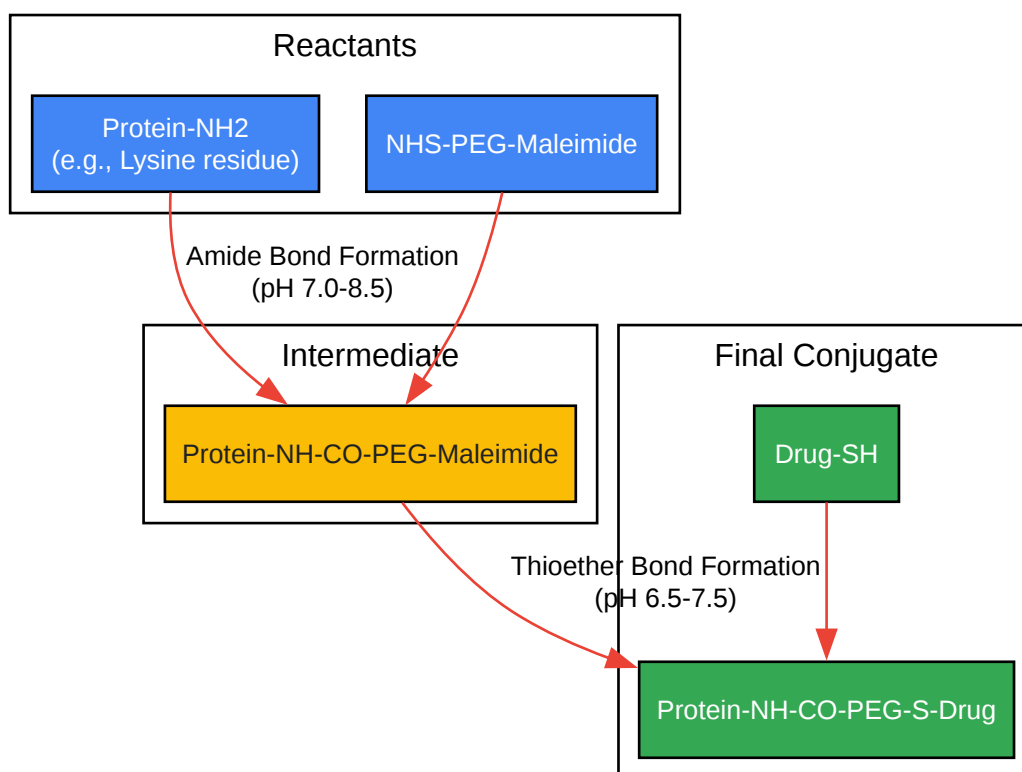 Reactants
Protein-NH2
(e.g., Lysine residue)
NHS-PEG-Maleimide
Amide Bond Formation
(pH 7.0-8.5)
Intermediate
Protein-NH-CO-PEG-Maleimide
Final Conjugate
Drug-SH
Thioether Bond Formation
(pH 6.5-7.5)
Protein-NH-CO-PEG-S-Drug